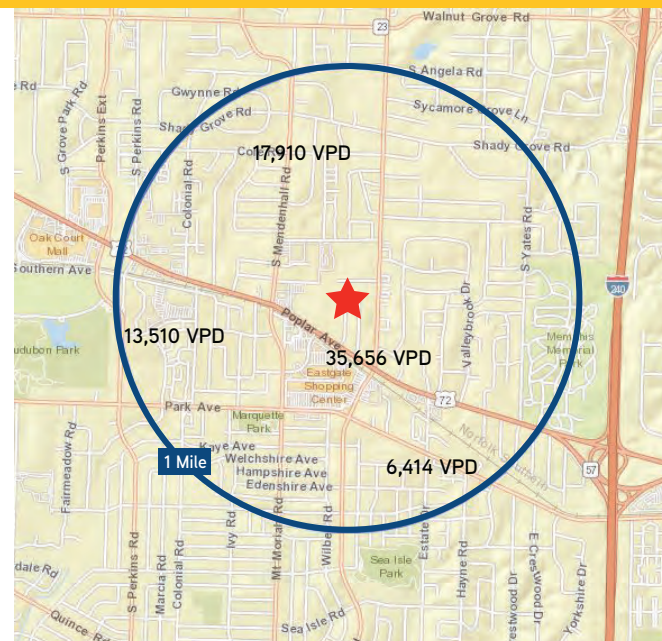 Walnut Grove Rd
23
S Angela Rd
Gwynne Rd
Sycamore Grove Ln
S Grove Park Rd
Perkins Ext
S Perkins Rd
Shady Grove Rd
Shady Grove Rd
17,910 VPD
Colonial Rd
S Mendenhall Rd
S Yates Rd
Oak Court
Mall
Southern Ave
240
Poplar Ave
Valleybrook Dr
13,510 VPD
Memphis
Memorial
Park
udubon Park
35,656 VPD
Eastgate
Shopping
Center
72
Park Ave
Marquette
Park
Norfolk Southern
Kaye Ave
1 Mile
Welchshire Ave
Hampshire Ave
Edenshire Ave
6,414 VPD
57
Fairmeadow Rd
Ivy Rd
Mt Moriah Rd
Wilber Rd
Estate Dr
Sea Isle
Park
Hayne Rd
E Crestwood Dr
restwood Dr
Yorkshire Dr
dale Rd
S Perkins Rd
Marcia Rd
Colonial Rd
Quince Rd
Sea Isle Rd